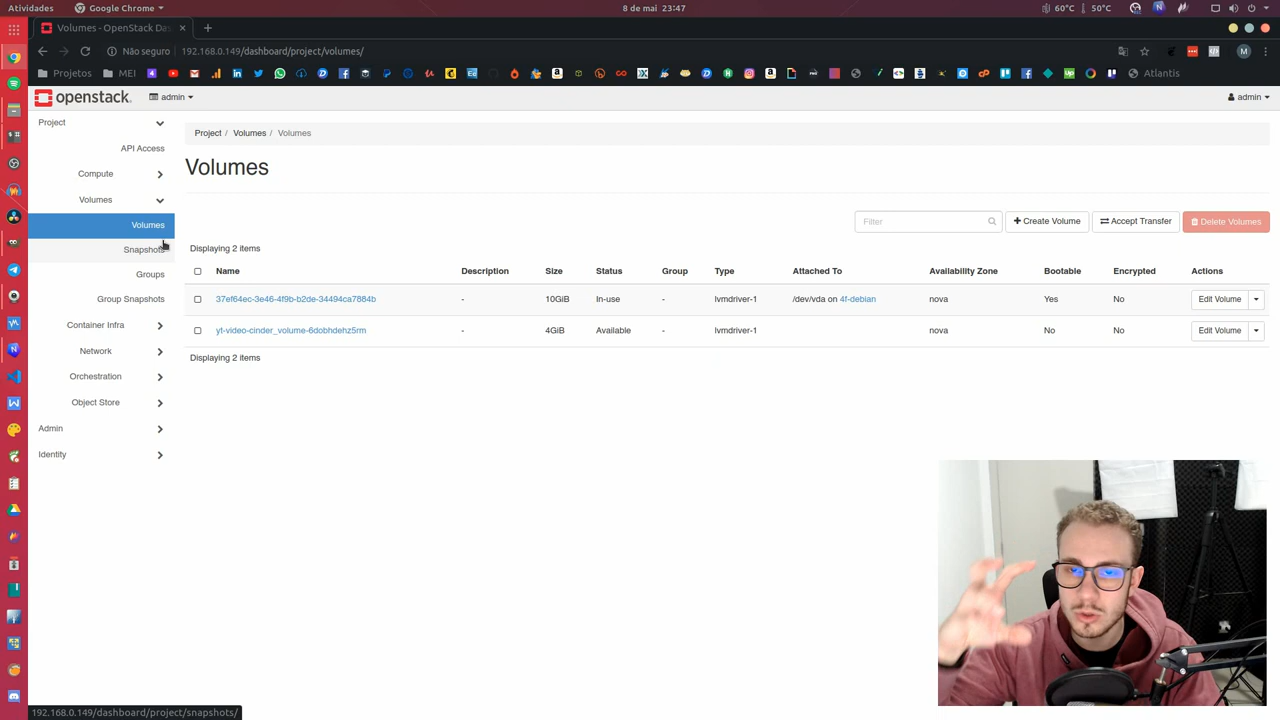 Atividades
Google Chrome
8 de mai 23:47
60°C
50°C
Volumes - OpenStack Das
Não seguro
192.168.0.149/dashboard/project/volumes/
M
Projetos
MEI
Atlantis
openstack.
admin
admin
Project
API Access
Compute
Volumes
Volumes
Snapshots
Groups
Group Snapshots
Container Infra
Network
Orchestration
Object Store
Admin
Identity
Project / Volumes / Volumes
Volumes
Filter
Create Volume
Accept Transfer
Delete Volumes
Displaying 2 items
Name Description Size Status Group Type Attached To Availability Zone Bootable Encrypted Actions
37ef64ec-3e46-4f9b-b2de-34494ca7884b - 10GiB In-use - lvmdriver-1 /dev/vda on 4f-debian nova Yes No Edit Volume
yt-video-cinder_volume-6dobhdehz5rm - 4GiB Available - lvmdriver-1 nova No No Edit Volume
Displaying 2 items
192.168.0.149/dashboard/project/snapshots/